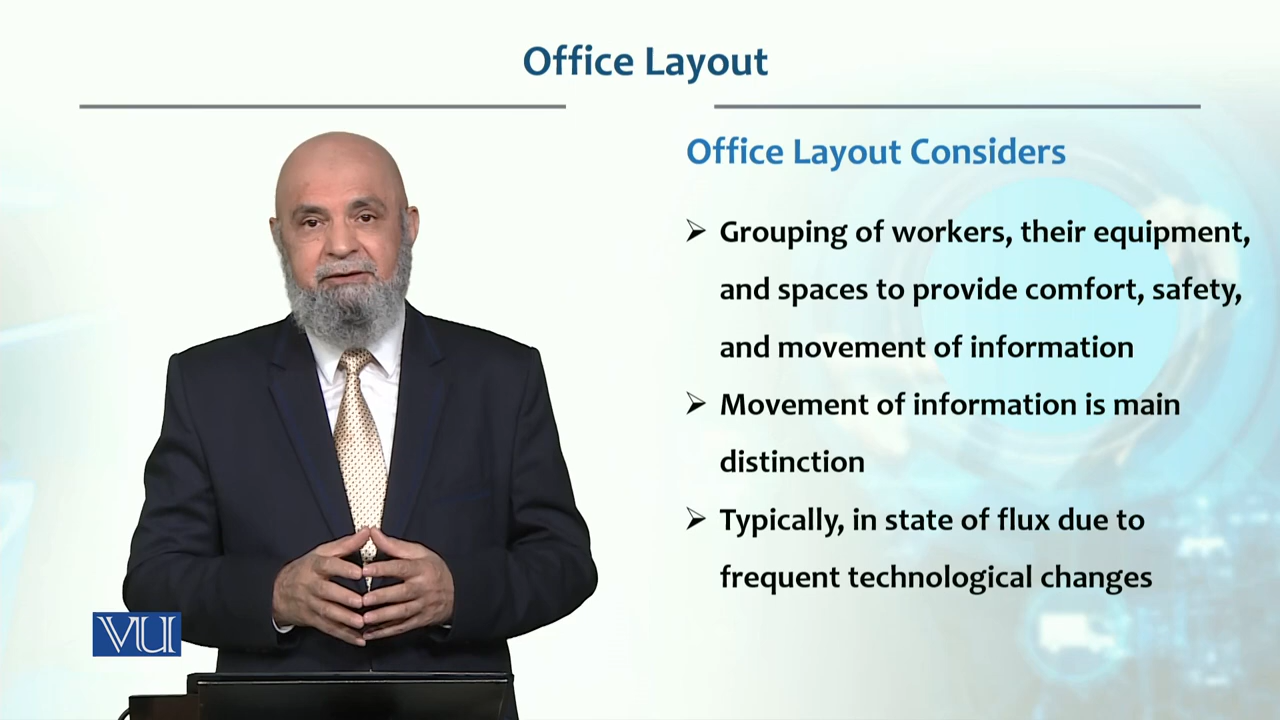 Office Layout
Office Layout Considers
➢ Grouping of workers, their equipment,
and spaces to provide comfort, safety,
and movement of information
➢ Movement of information is main
distinction
➢ Typically, in state of flux due to
frequent technological changes
VU